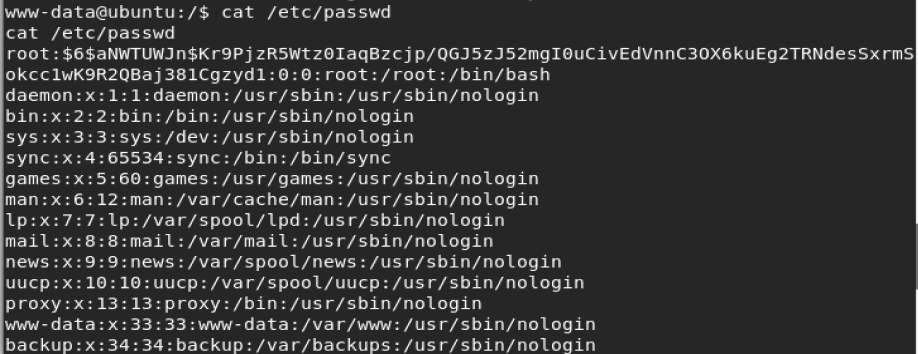 www-data@ubuntu:/$ cat /etc/passwd
cat /etc/passwd
root:$6$aNWTUWJn$Kr9PjzR5Wtz0IaqBzcjp/QGJ5zJ52mgI0uCivEdVnnC3OX6kuEg2TRNdesSxrmS
okcc1wK9R2QBaj381Cgzyd1:0:0:root:/root:/bin/bash
daemon:x:1:1:daemon:/usr/sbin:/usr/sbin/nologin
bin:x:2:2:bin:/bin:/usr/sbin/nologin
sys:x:3:3:sys:/dev:/usr/sbin/nologin
sync:x:4:65534:sync:/bin:/bin/sync
games:x:5:60:games:/usr/games:/usr/sbin/nologin
man:x:6:12:man:/var/cache/man:/usr/sbin/nologin
lp:x:7:7:lp:/var/spool/lpd:/usr/sbin/nologin
mail:x:8:8:mail:/var/mail:/usr/sbin/nologin
news:x:9:9:news:/var/spool/news:/usr/sbin/nologin
uucp:x:10:10:uucp:/var/spool/uucp:/usr/sbin/nologin
proxy:x:13:13:proxy:/bin:/usr/sbin/nologin
www-data:x:33:33:www-data:/var/www:/usr/sbin/nologin
backup:x:34:34:backup:/var/backups:/usr/sbin/nologin